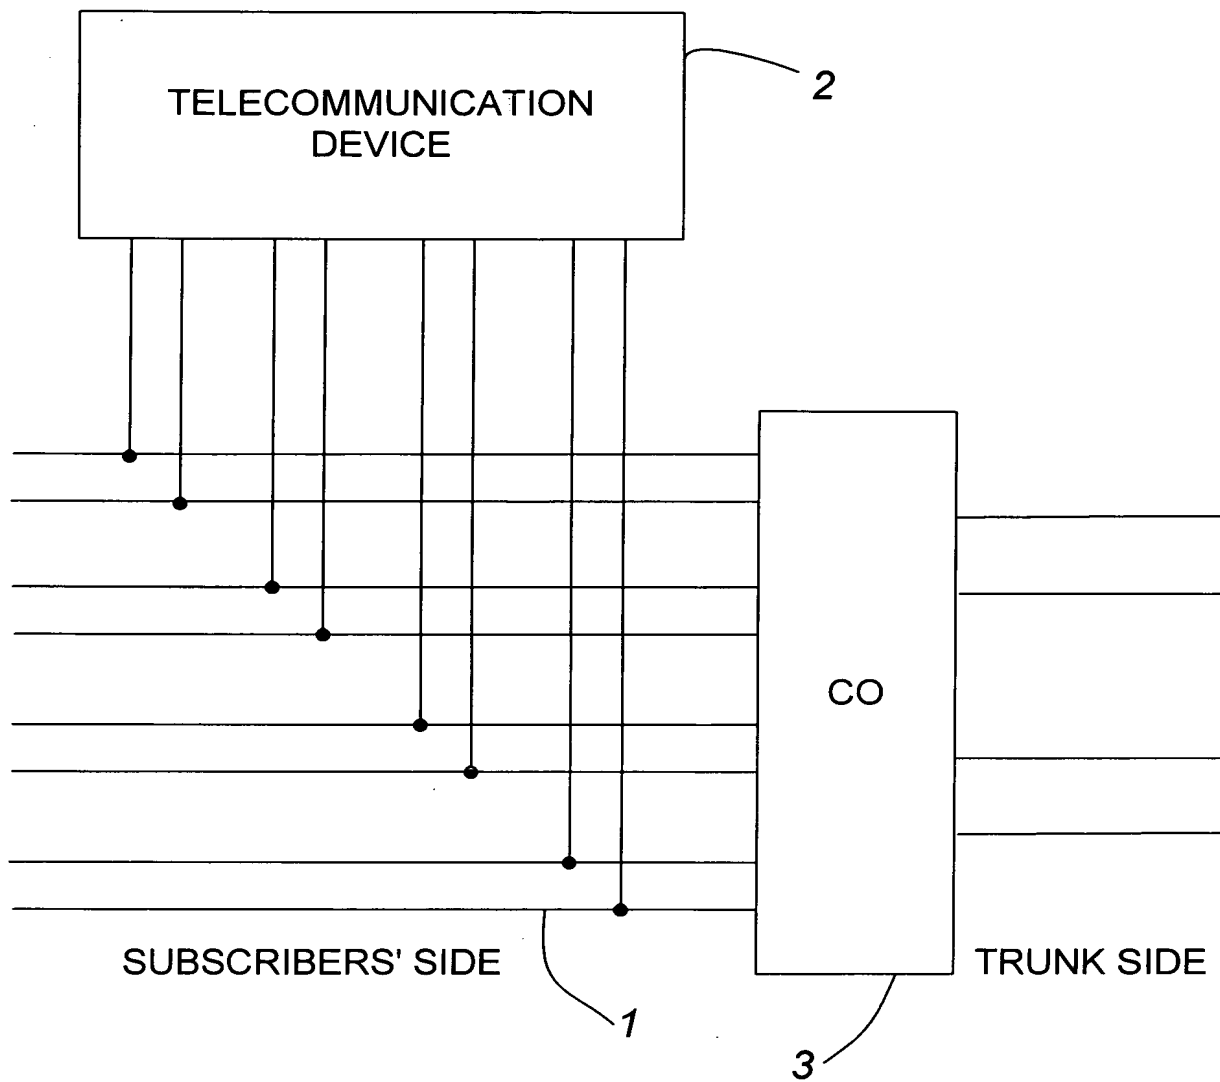 TELECOMMUNICATION
DEVICE
2
CO
SUBSCRIBERS' SIDE
TRUNK SIDE
1
3